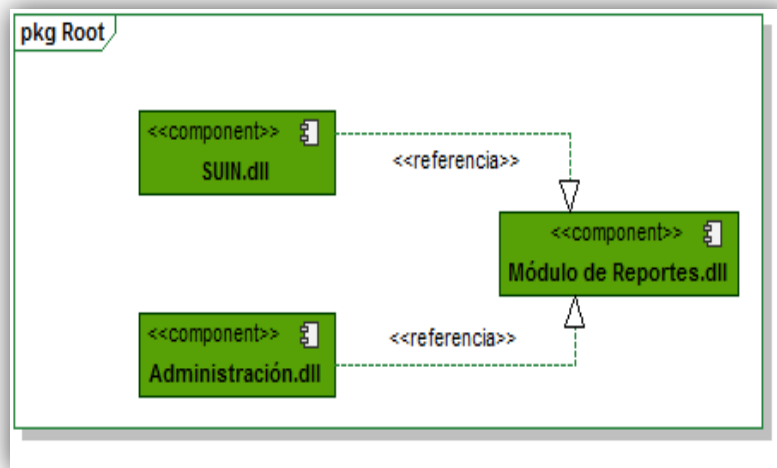 pkg Root
<<component>>
SUIN.dll
<<referencia>>
<<component>>
Módulo de Reportes.dll
<<component>>
Administración.dll
<<referencia>>